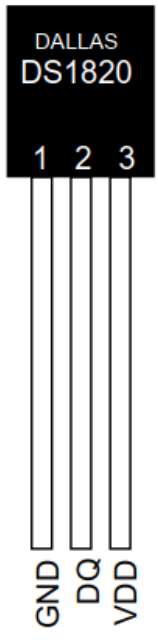 DALLAS
DS1820
1 2 3
GND
DQ
VDD